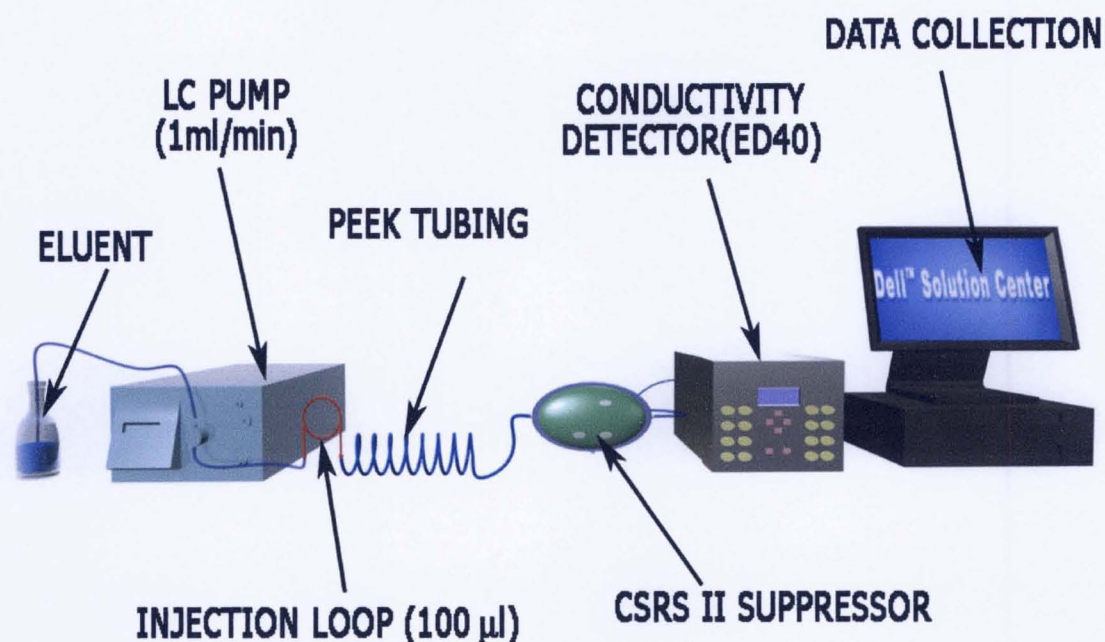 DATA COLLECTION
LC PUMP
(1ml/min)
CONDUCTIVITY
DETECTOR(ED40)
ELUENT
PEEK TUBING
Dell™ Solution Center
INJECTION LOOP (100 µl)
CSRS II SUPPRESSOR